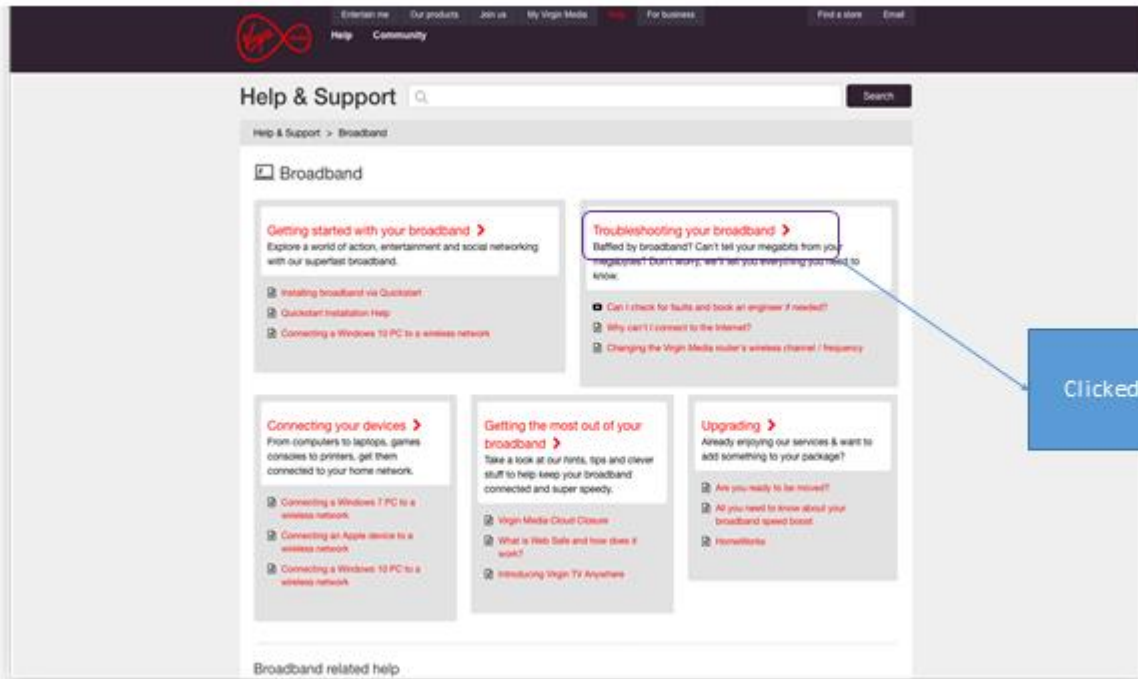 Entertain me Our products Join us My Virgin Media Help For business Find a store Email
Help Community
Help & Support Search
Help & Support > Broadband
Broadband
Getting started with your broadband >
Explore a world of action, entertainment and social networking
with our superfast broadband.
Installing broadband via Quickstart
Quickstart Installation Help
Connecting a Windows 10 PC to a wireless network
Troubleshooting your broadband >
Baffled by broadband? Can't tell your megabits from your
megabytes? Don't worry, we'll tell you everything you need to
know.
Can I check for faults and book an engineer if needed?
Why can't I connect to the Internet?
Changing the Virgin Media router's wireless channel / frequency
Clicked
Connecting your devices >
From computers to laptops, games
consoles to printers, get them
connected to your home network.
Connecting a Windows 7 PC to a
wireless network
Connecting an Apple device to a
wireless network
Connecting a Windows 10 PC to a
wireless network
Getting the most out of your
broadband >
Take a look at our hints, tips and clever
stuff to help keep your broadband
connected and super speedy.
Virgin Media Cloud Closure
What is Web Safe and how does it
work?
Introducing Virgin TV Anywhere
Upgrading >
Already enjoying our services & want to
add something to your package?
Are you ready to be moved?
All you need to know about your
broadband speed boost
HomeWorks
Broadband related help